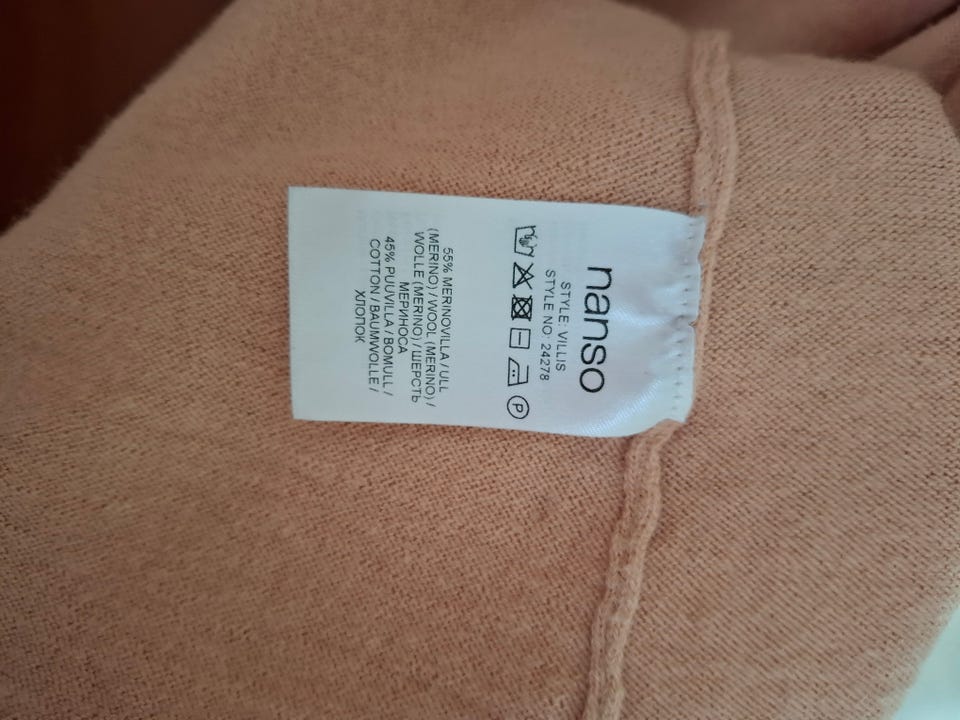 nanso
STYLE: VILLIS
STYLE NO: 24278
P
55% MERINOVILLA / ULL
(MERINO) / WOOL (MERINO) /
WOLLE (MERINO) / ШЕРСТЬ
МЕРИНОСА
45% PUUVILLA / BOMULL /
COTTON / BAUMWOLLE /
ХЛОПОК